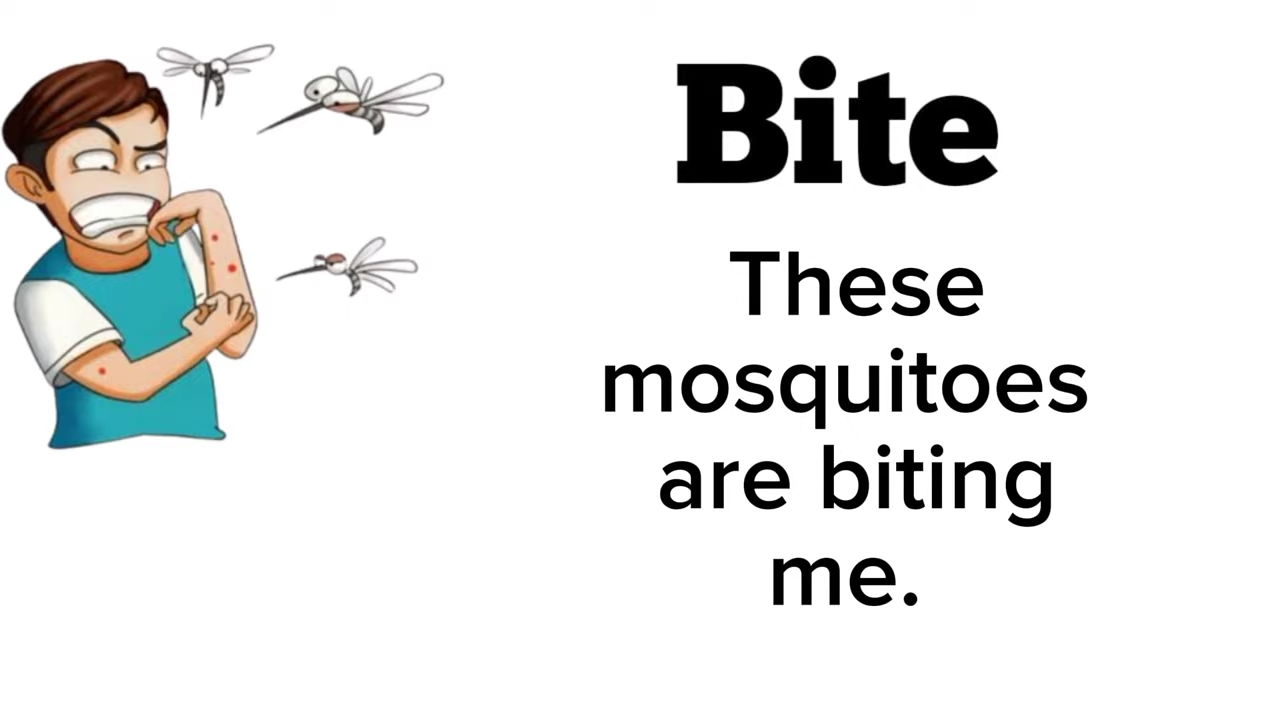 Bite
These
mosquitoes
are biting
me.